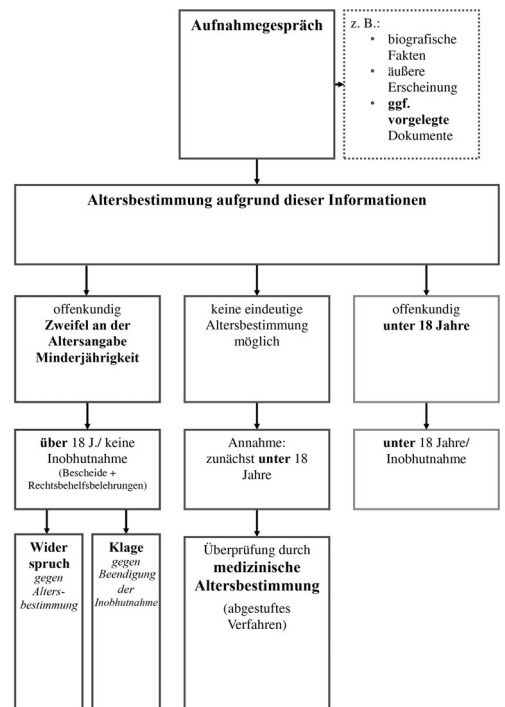 Aufnahmegespräch
z. B.:
• biografische
Fakten
• äußere
Erscheinung
• ggf.
vorgelegte
Dokumente
Altersbestimmung aufgrund dieser Informationen
offenkundig
Zweifel an der
Altersangabe
Minderjährigkeit
keine eindeutige
Altersbestimmung
möglich
offenkundig
unter 18 Jahre
über 18 J./ keine
Inobhutnahme
(Bescheide +
Rechtsbehelfsbelehrungen)
Annahme:
zunächst unter 18
Jahre
unter 18 Jahre/
Inobhutnahme
Wider
spruch
gegen
Alters-
bestimmung
Klage
gegen
Beendigung
der
Inobhutnahme
Überprüfung durch
medizinische
Altersbestimmung
(abgestuftes
Verfahren)